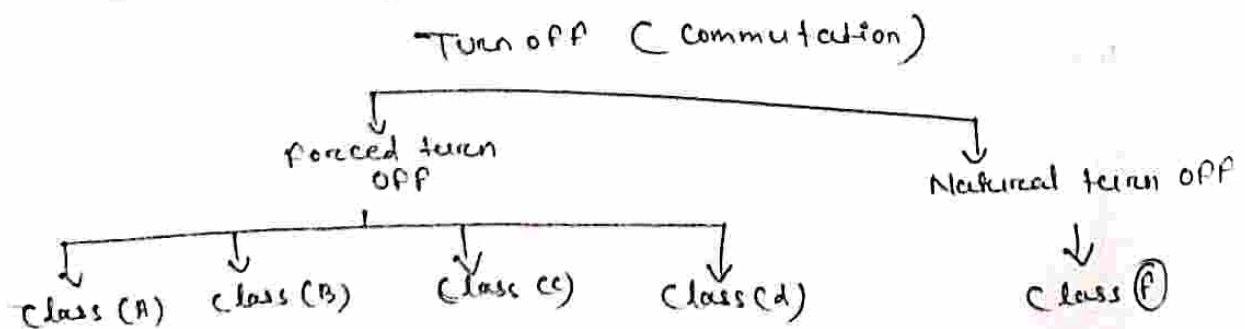 Turn off (Commutation)
forced turn
off
Natural turn off
Class (A) Class (B) Class (c) Class (d) Class (f)